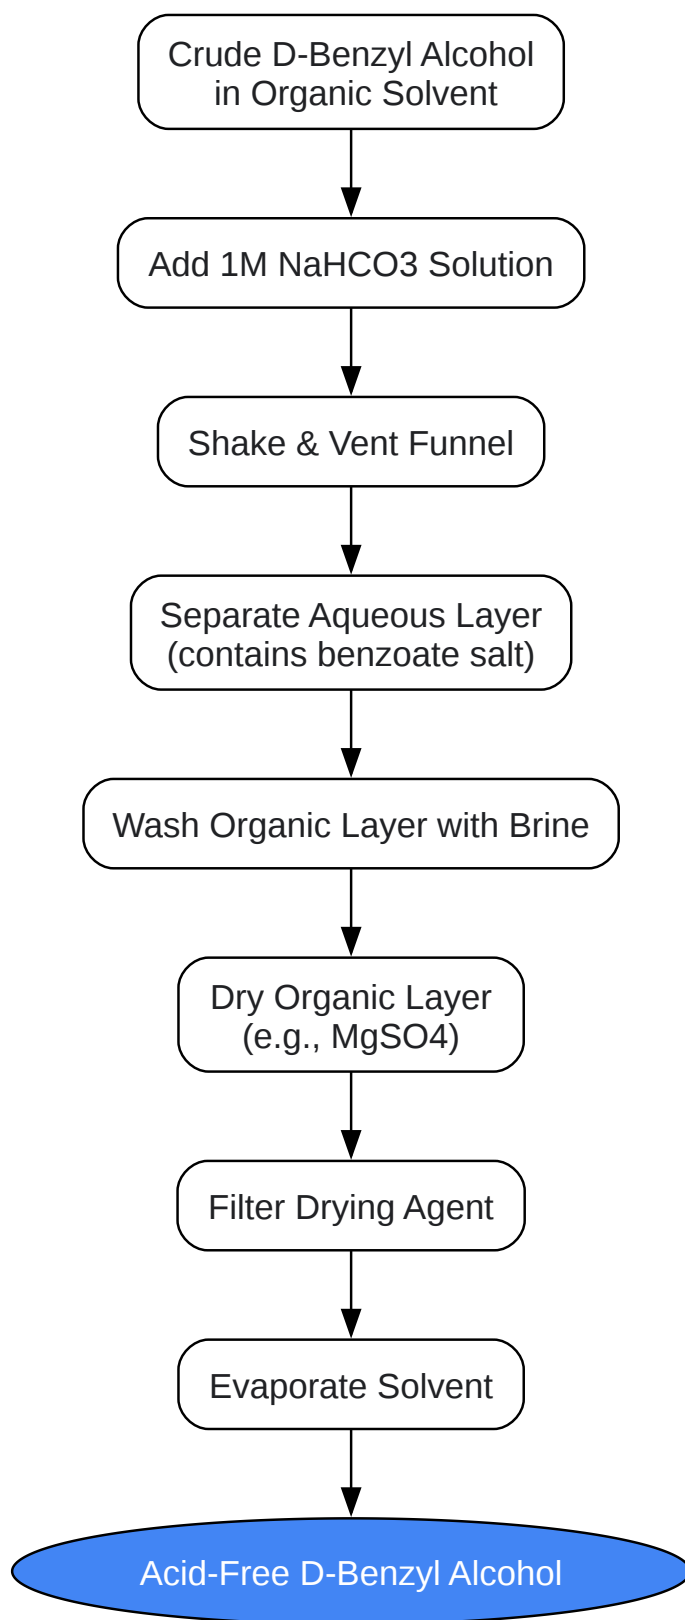 Crude D-Benzyl Alcohol
in Organic Solvent
Add 1M NaHCO3 Solution
Shake & Vent Funnel
Separate Aqueous Layer
(contains benzoate salt)
Wash Organic Layer with Brine
Dry Organic Layer
(e.g., MgSO4)
Filter Drying Agent
Evaporate Solvent
Acid-Free D-Benzyl Alcohol